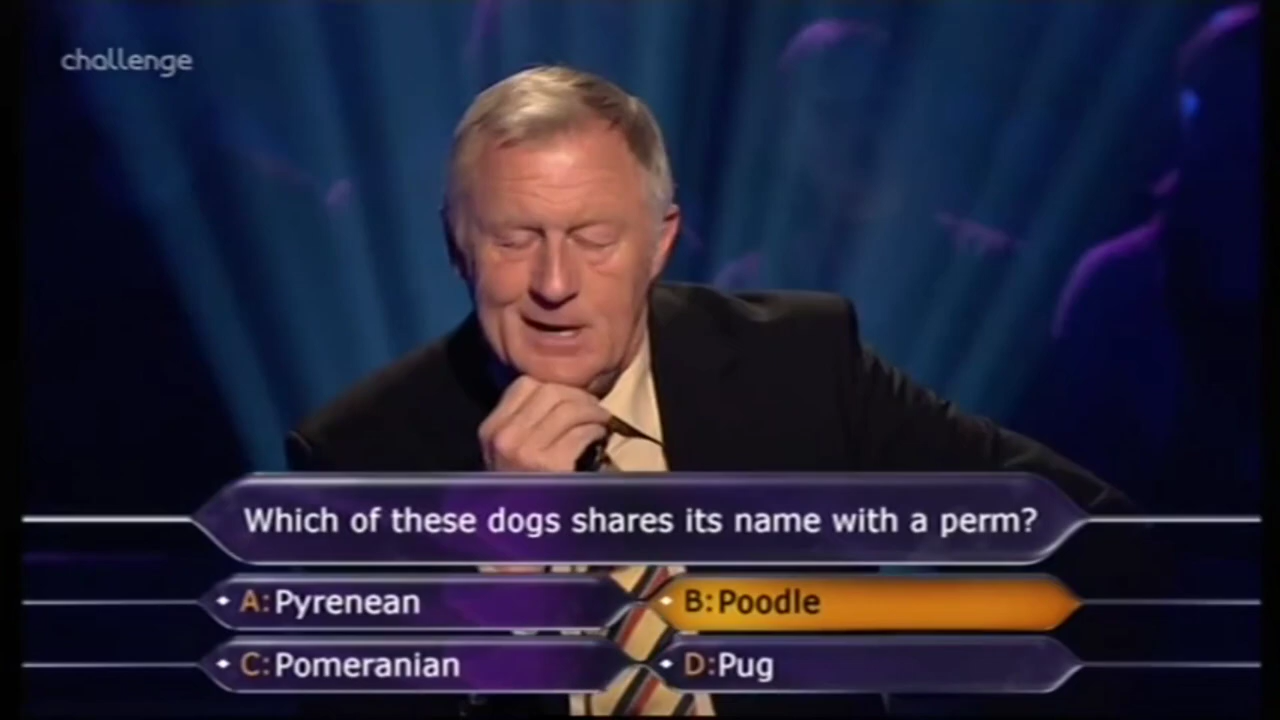 challenge
Which of these dogs shares its name with a perm?
A: Pyrenean
B: Poodle
C: Pomeranian
D: Pug